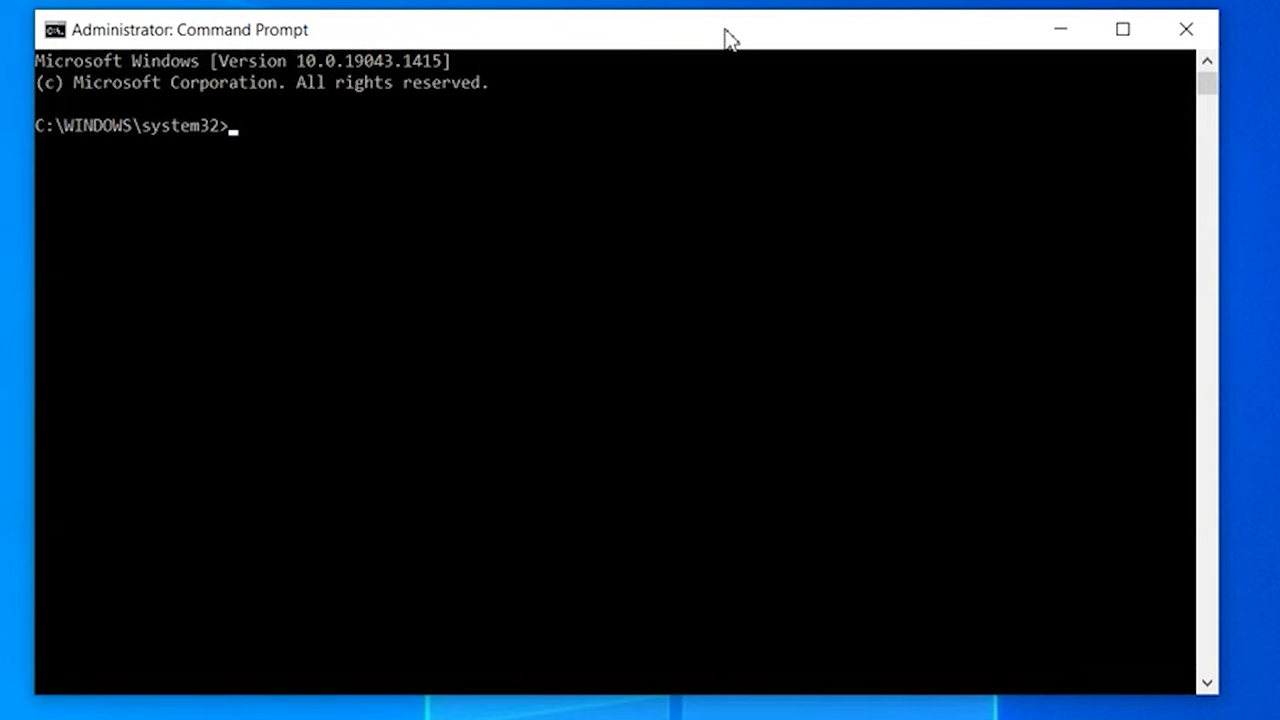 Administrator: Command Prompt
Microsoft Windows [Version 10.0.19043.1415]
(c) Microsoft Corporation. All rights reserved.
C:\WINDOWS\system32>